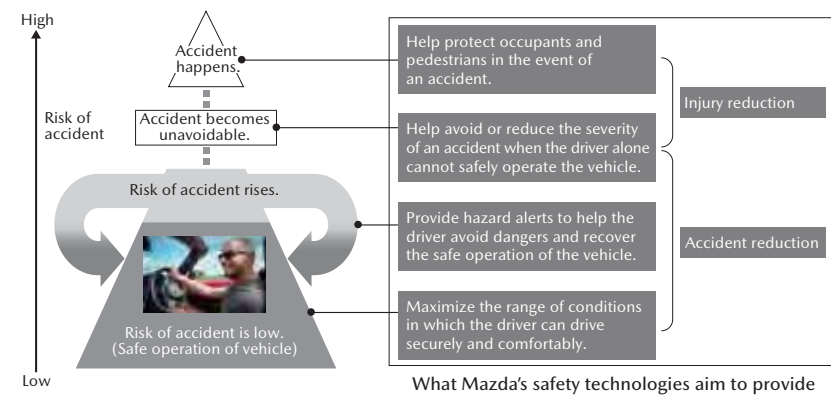 High
Accident
happens.
Risk of
accident
Accident becomes
unavoidable.
Risk of accident rises.
Risk of accident is low.
(Safe operation of vehicle)
Low
Help protect occupants and
pedestrians in the event of
an accident.
Help avoid or reduce the severity
of an accident when the driver alone
cannot safely operate the vehicle.
Provide hazard alerts to help the
driver avoid dangers and recover
the safe operation of the vehicle.
Maximize the range of conditions
in which the driver can drive
securely and comfortably.
Injury reduction
Accident reduction
What Mazda's safety technologies aim to provide